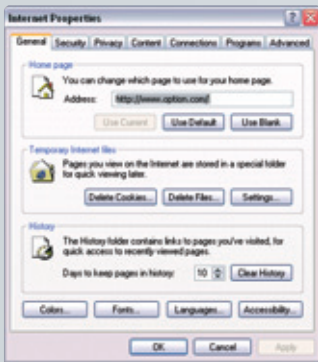 Internet Properties
General Security Privacy Content Connections Programs Advanced
Home page
You can change which page to use for your home page.
Address: http://www.option.com/
Use Current Use Default Use Blank
Temporary Internet files
Pages you view on the Internet are stored in a special folder
for quick viewing later.
Delete Cookies... Delete Files... Settings...
History
The History folder contains links to pages you've visited, for
quick access to recently viewed pages.
Days to keep pages in history: 10 Clear History
Colors... Fonts... Languages... Accessibility...
OK Cancel Apply